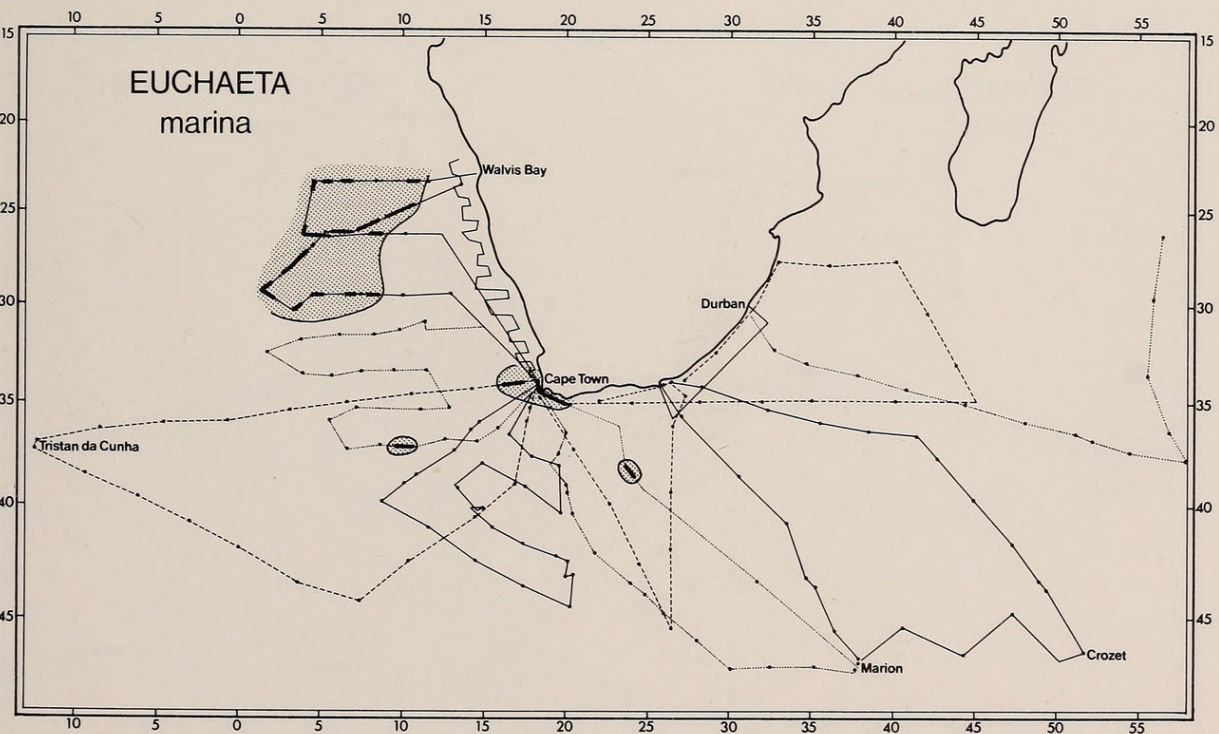 10 5 0 5 10 15 20 25 30 35 40 45 50 55
15 15
EUCHAETA
marina
20 20
Walvis Bay
25 25
30 Durban 30
Cape Town
35 35
Tristan da Cunha
40 40
45 45
Crozet
Marion
10 5 0 5 10 15 20 25 30 35 40 45 50 55